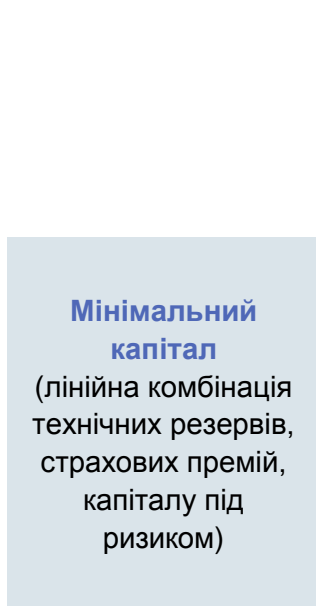 Мінімальний
капітал
(лінійна комбінація
технічних резервів,
страхових премій,
капіталу під
ризиком)